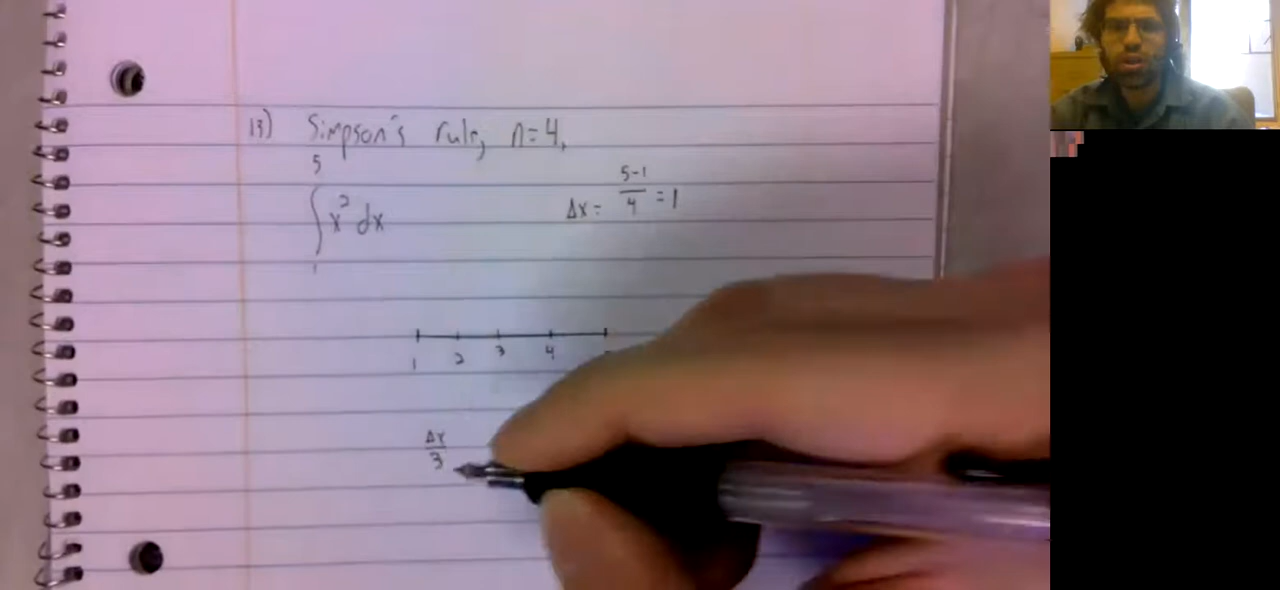 13) Simpson's rule, n=4,
5
∫ x² dx
1
Δx = (5-1)/4 = 1
1 2 3 4
Δx/3